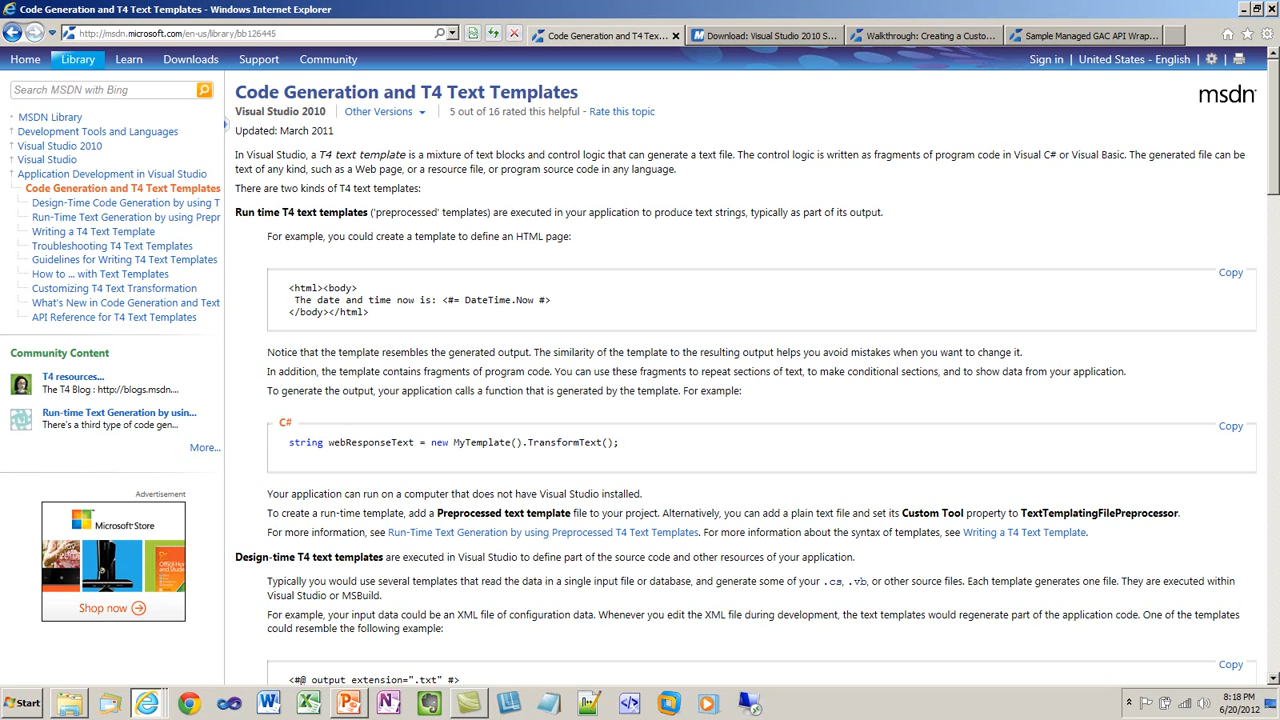 Code Generation and T4 Text Templates - Windows Internet Explorer
http://msdn.microsoft.com/en-us/library/bb126445
Code Generation and T4 Tex...
Download: Visual Studio 2010 S...
Walkthrough: Creating a Custo...
Sample Managed GAC API Wrap...
Home Library Learn Downloads Support Community
Sign in United States - English
Search MSDN with Bing
MSDN Library
Development Tools and Languages
Visual Studio 2010
Visual Studio
Application Development in Visual Studio
Code Generation and T4 Text Templates
Design-Time Code Generation by using T
Run-Time Text Generation by using Prepr
Writing a T4 Text Template
Troubleshooting T4 Text Templates
Guidelines for Writing T4 Text Templates
How to ... with Text Templates
Customizing T4 Text Transformation
What's New in Code Generation and Text
API Reference for T4 Text Templates
Community Content
T4 resources...
The T4 Blog : http://blogs.msdn....
Run-time Text Generation by usin...
There's a third type of code gen...
More...
Advertisement
Microsoft Store
Shop now
Code Generation and T4 Text Templates
msdn
Visual Studio 2010 Other Versions 5 out of 16 rated this helpful - Rate this topic
Updated: March 2011
In Visual Studio, a T4 text template is a mixture of text blocks and control logic that can generate a text file. The control logic is written as fragments of program code in Visual C# or Visual Basic. The generated file can be
text of any kind, such as a Web page, or a resource file, or program source code in any language.
There are two kinds of T4 text templates:
Run time T4 text templates ('preprocessed' templates) are executed in your application to produce text strings, typically as part of its output.
For example, you could create a template to define an HTML page:
Copy
<html><body>
The date and time now is: <#= DateTime.Now #>
</body></html>
Notice that the template resembles the generated output. The similarity of the template to the resulting output helps you avoid mistakes when you want to change it.
In addition, the template contains fragments of program code. You can use these fragments to repeat sections of text, to make conditional sections, and to show data from your application.
To generate the output, your application calls a function that is generated by the template. For example:
C#
Copy
string webResponseText = new MyTemplate().TransformText();
Your application can run on a computer that does not have Visual Studio installed.
To create a run-time template, add a Preprocessed text template file to your project. Alternatively, you can add a plain text file and set its Custom Tool property to TextTemplatingFilePreprocessor.
For more information, see Run-Time Text Generation by using Preprocessed T4 Text Templates. For more information about the syntax of templates, see Writing a T4 Text Template.
Design-time T4 text templates are executed in Visual Studio to define part of the source code and other resources of your application.
Typically you would use several templates that read the data in a single input file or database, and generate some of your .cs, .vb, or other source files. Each template generates one file. They are executed within
Visual Studio or MSBuild.
For example, your input data could be an XML file of configuration data. Whenever you edit the XML file during development, the text templates would regenerate part of the application code. One of the templates
could resemble the following example:
Copy
<#@ output extension=".txt" #>
Start
8:18 PM
6/20/2012